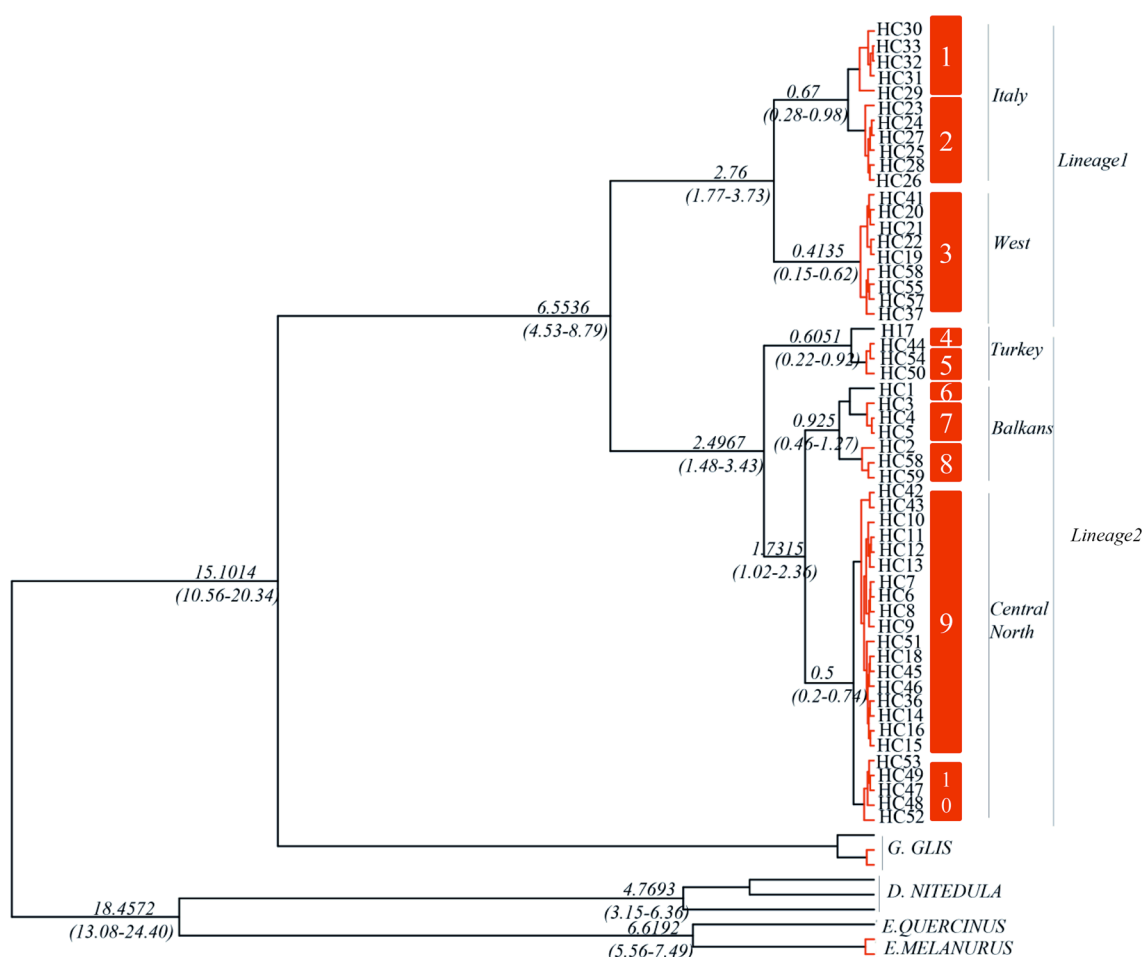 HC30
HC33
HC32
HC31
HC29
1
HC23
HC24
HC27
HC25
HC28
HC26
2
Italy
0.67
(0.28-0.98)
Lineage1
2.76
(1.77-3.73)
HC41
HC20
HC21
HC22
HC19
HC58
HC55
HC57
HC37
3
West
0.4135
(0.15-0.62)
6.5536
(4.53-8.79)
H17
HC44
HC54
HC50
4
5
Turkey
0.6051
(0.22-0.92)
HC1
HC3
HC4
HC5
HC2
HC58
HC59
6
7
8
Balkans
0.925
(0.46-1.27)
2.4967
(1.48-3.43)
HC42
HC43
HC10
HC11
HC12
HC13
HC7
HC6
HC8
HC9
HC51
HC18
HC45
HC46
HC36
HC14
HC16
HC15
9
Lineage2
Central
North
1.7315
(1.02-2.36)
15.1014
(10.56-20.34)
0.5
(0.2-0.74)
HC53
HC49
HC47
HC48
HC52
1
0
G. GLIS
4.7693
(3.15-6.36)
D. NITEDULA
18.4572
(13.08-24.40)
6.6192
(5.56-7.49)
E.QUERCINUS
E.MELANURUS